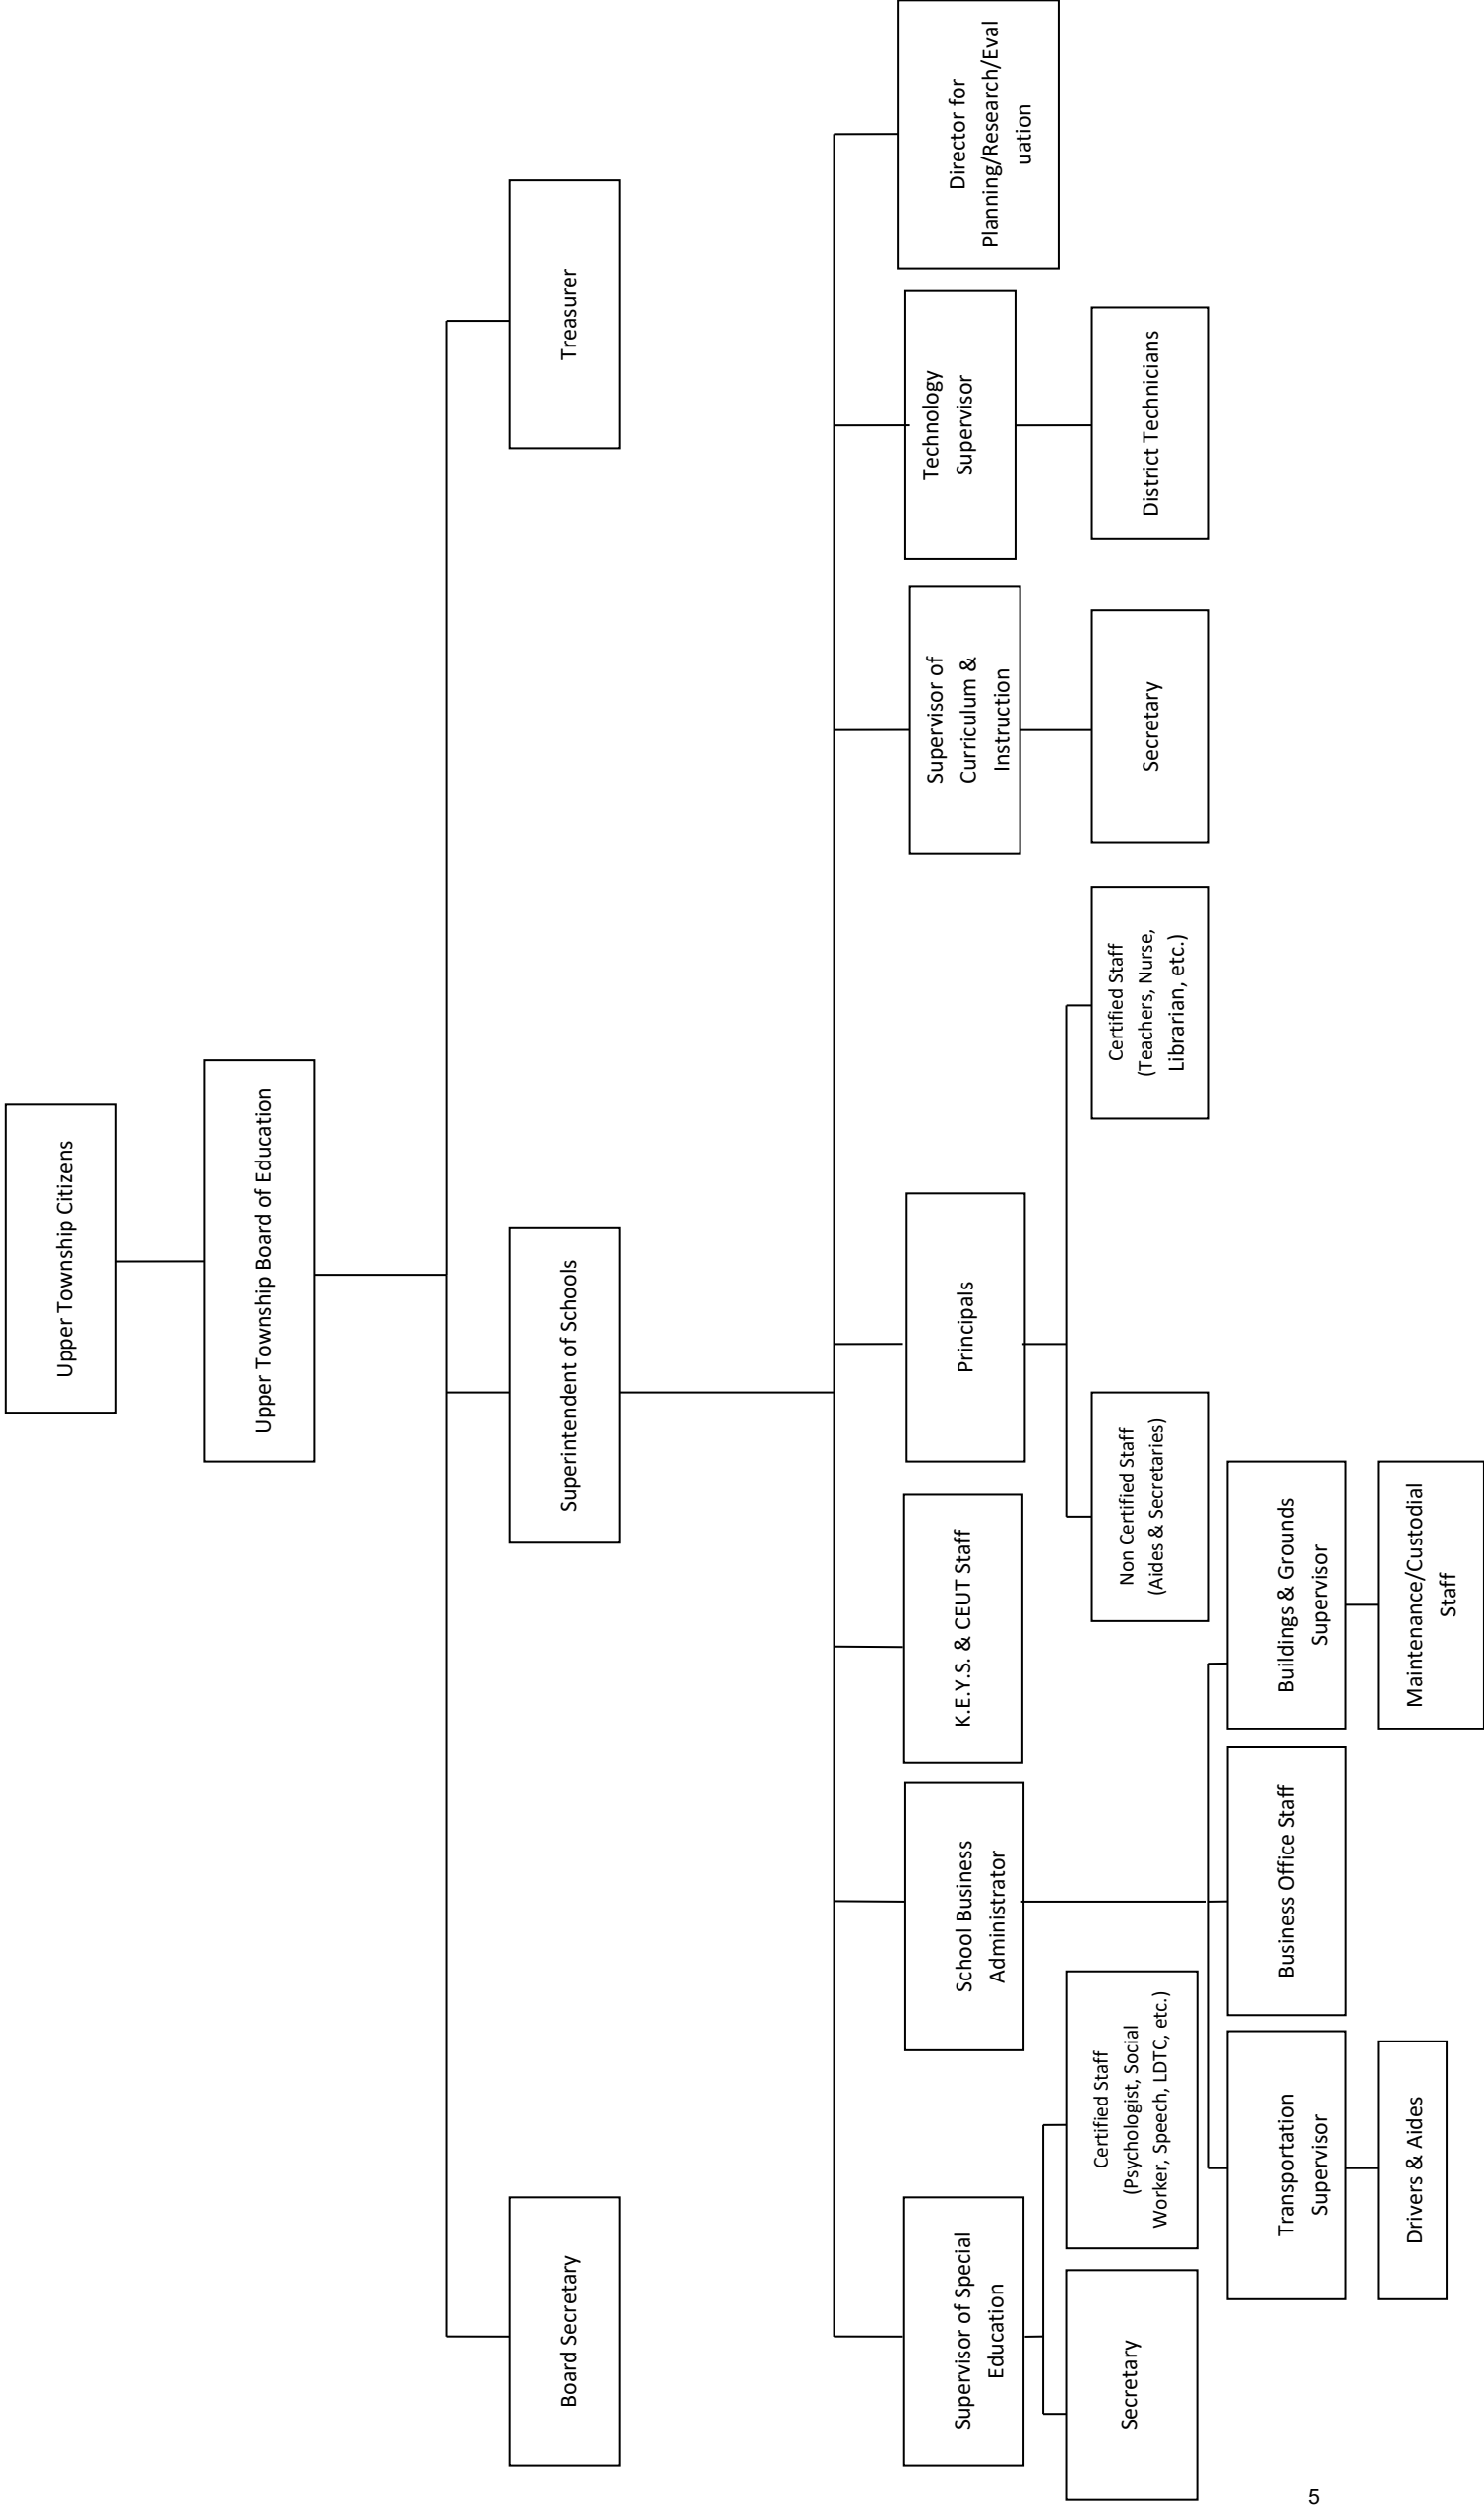 Upper Township Citizens
Upper Township Board of Education
Board Secretary
Superintendent of Schools
Treasurer
Supervisor of Special
Education
School Business
Administrator
K.E.Y.S. & CEUT Staff
Principals
Supervisor of
Curriculum &
Instruction
Technology
Supervisor
Director for
Planning/Research/Eval
uation
Secretary
Certified Staff
(Psychologist, Social
Worker, Speech, LDTC, etc.)
Non Certified Staff
(Aides & Secretaries)
Certified Staff
(Teachers, Nurse,
Librarian, etc.)
Secretary
District Technicians
Transportation
Supervisor
Business Office Staff
Buildings & Grounds
Supervisor
Drivers & Aides
Maintenance/Custodial
Staff
5